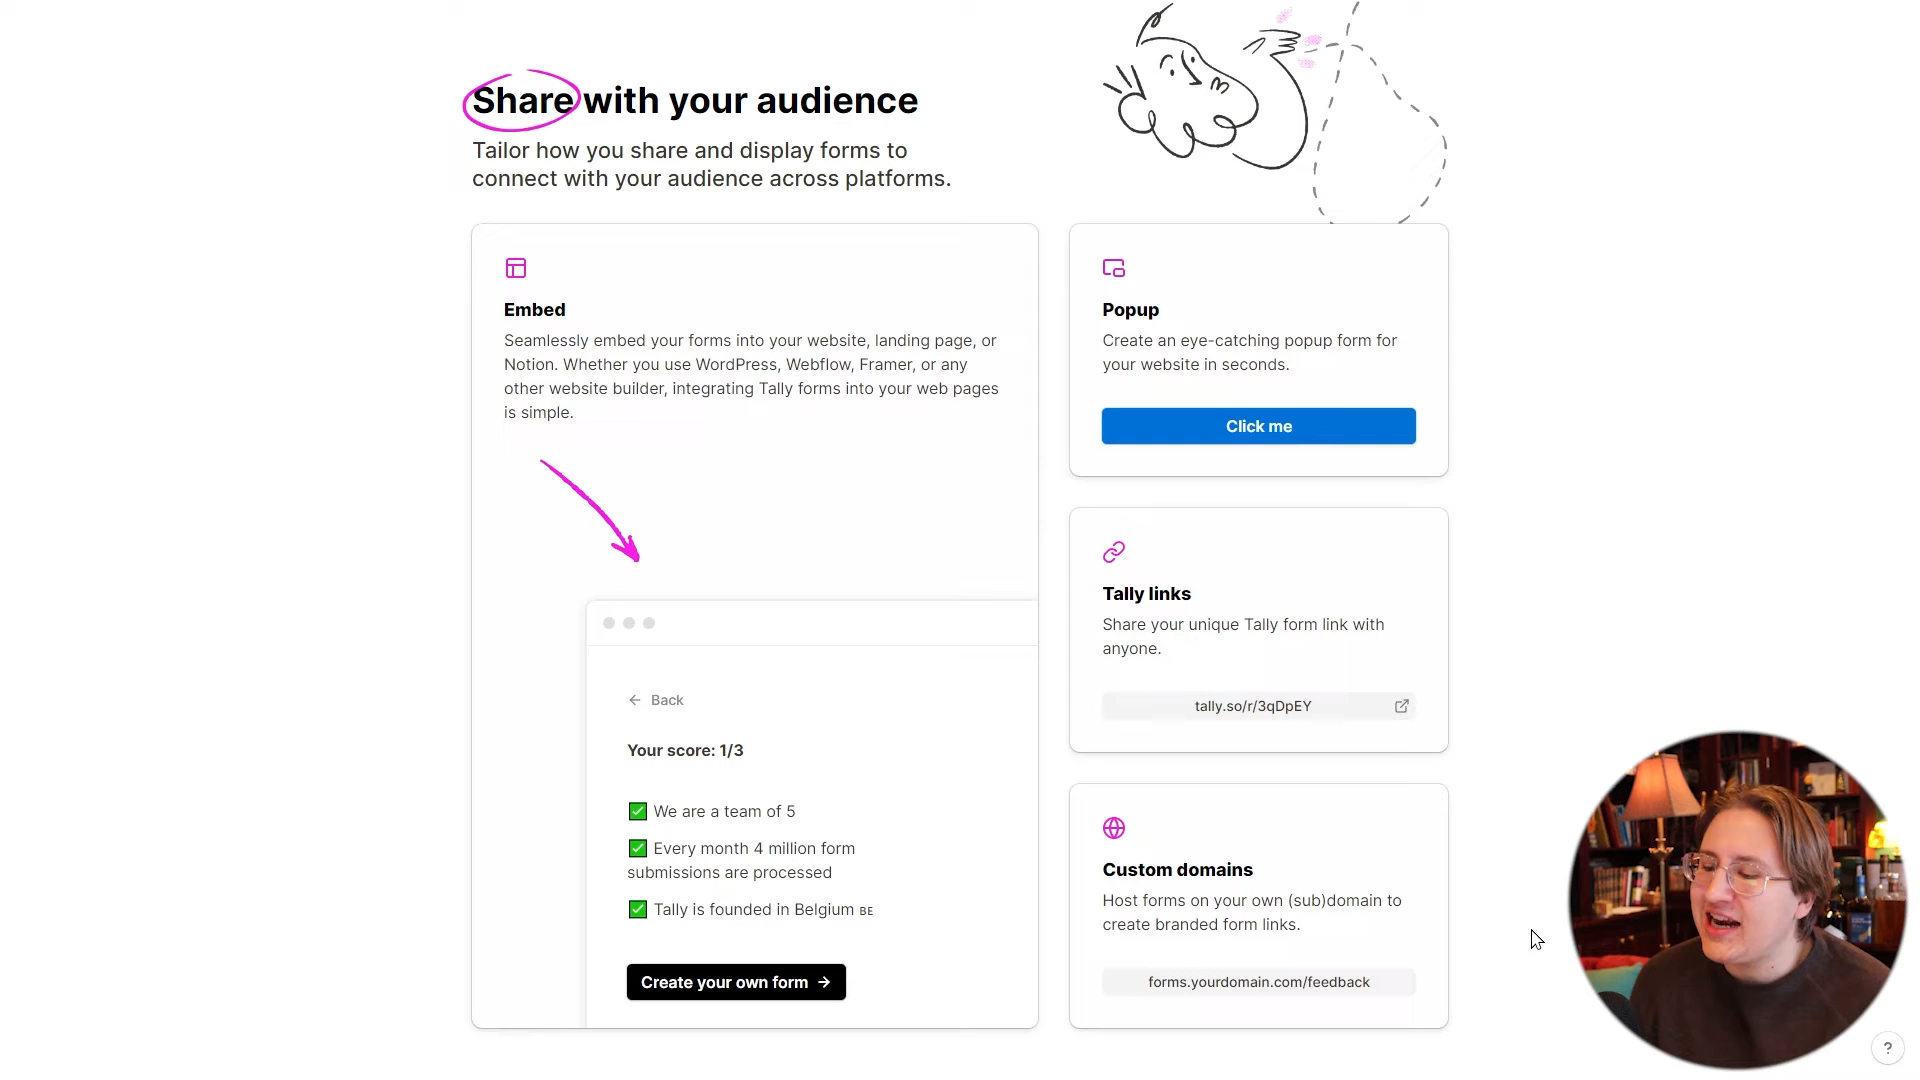 Share with your audience
Tailor how you share and display forms to
connect with your audience across platforms.
Embed
Seamlessly embed your forms into your website, landing page, or
Notion. Whether you use WordPress, Webflow, Framer, or any
other website builder, integrating Tally forms into your web pages
is simple.
Back
Your score: 1/3
We are a team of 5
Every month 4 million form
submissions are processed
Tally is founded in Belgium BE
Create your own form
Popup
Create an eye-catching popup form for
your website in seconds.
Click me
Tally links
Share your unique Tally form link with
anyone.
tally.so/r/3qDpEY
Custom domains
Host forms on your own (sub)domain to
create branded form links.
forms.yourdomain.com/feedback
?